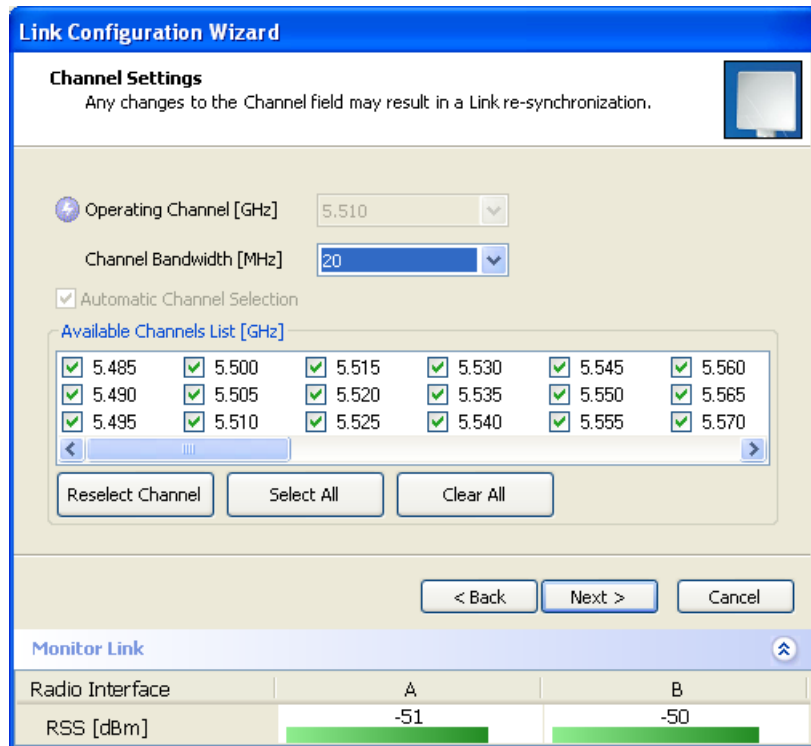 Link Configuration Wizard
Channel Settings
Any changes to the Channel field may result in a Link re-synchronization.
Operating Channel [GHz] 5.510
Channel Bandwidth [MHz] 20
Automatic Channel Selection
Available Channels List [GHz]
5.485 5.500 5.515 5.530 5.545 5.560
5.490 5.505 5.520 5.535 5.550 5.565
5.495 5.510 5.525 5.540 5.555 5.570
Reselect Channel Select All Clear All
< Back Next > Cancel
Monitor Link
Radio Interface A B
RSS [dBm] -51 -50